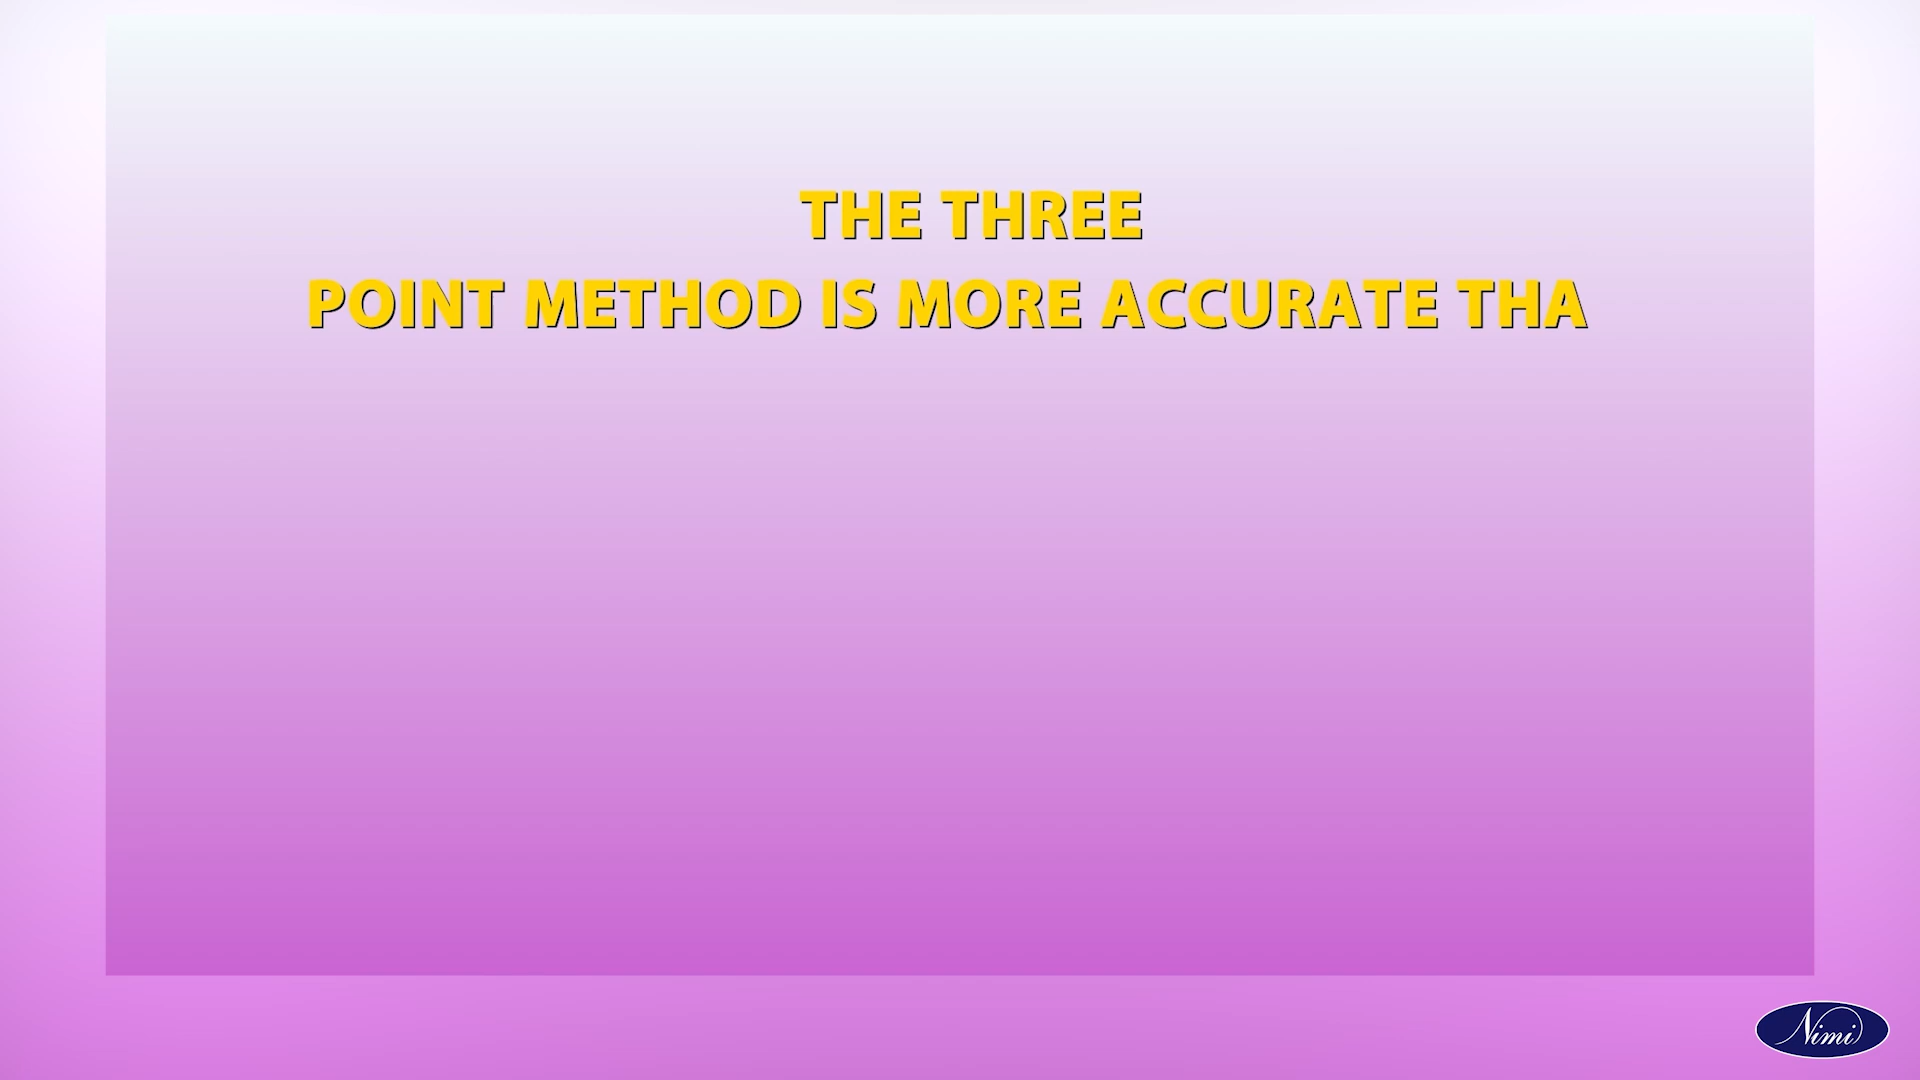 THE THREE
POINT METHOD IS MORE ACCURATE THA
Nimi